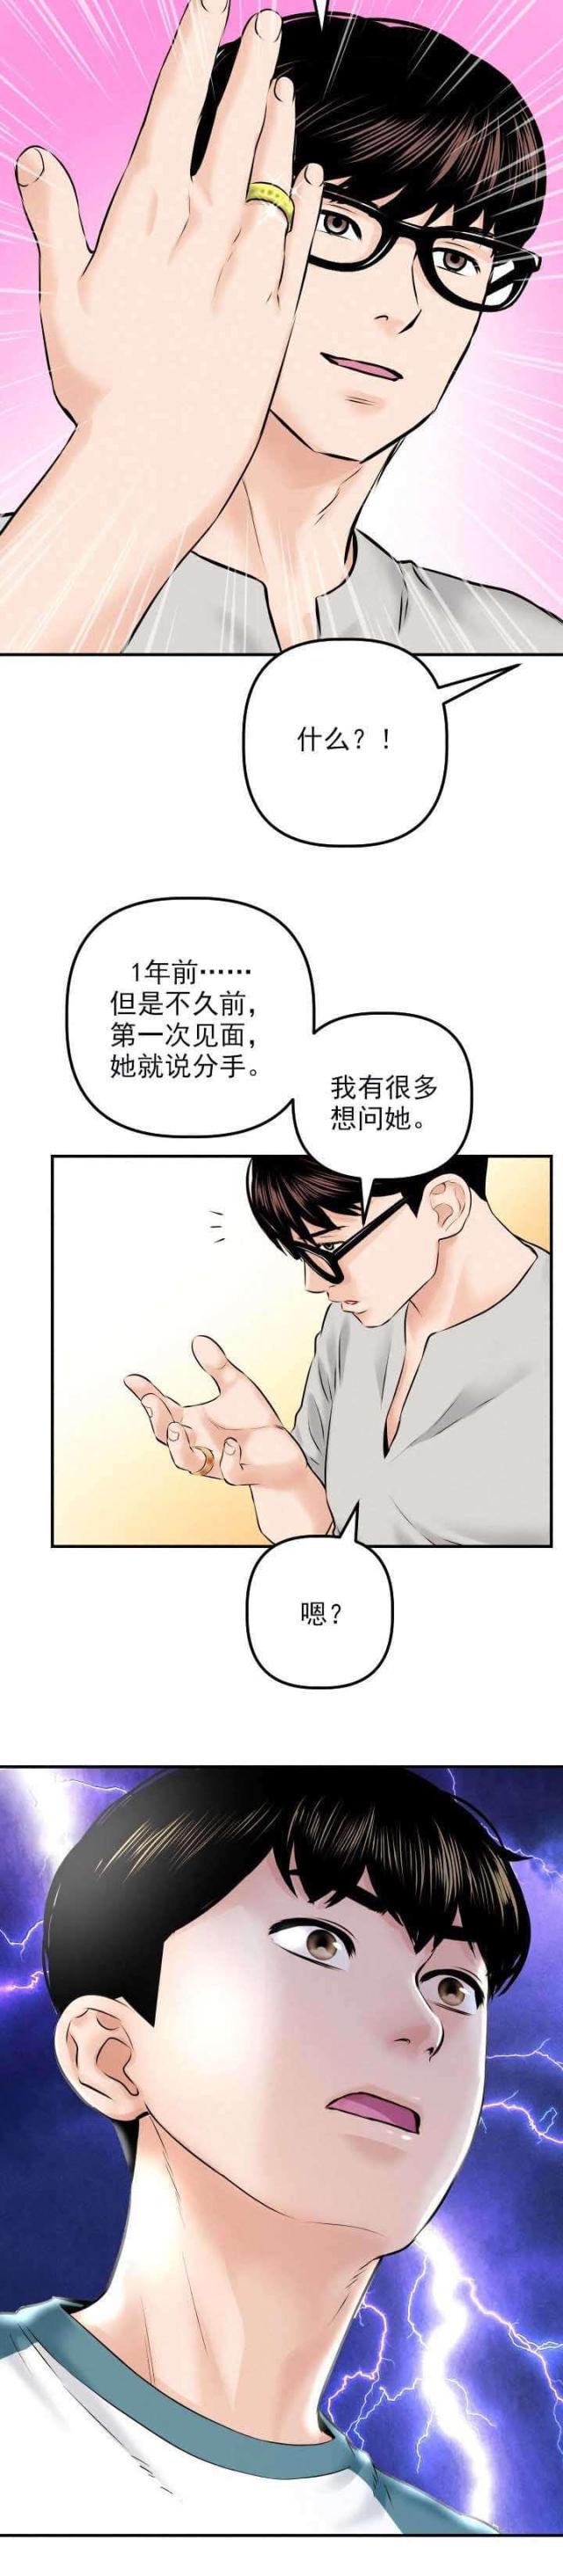 什么？！
1年前……
但是不久前，
第一次见面，
她就说分手。
我有很多
想问她。
嗯？